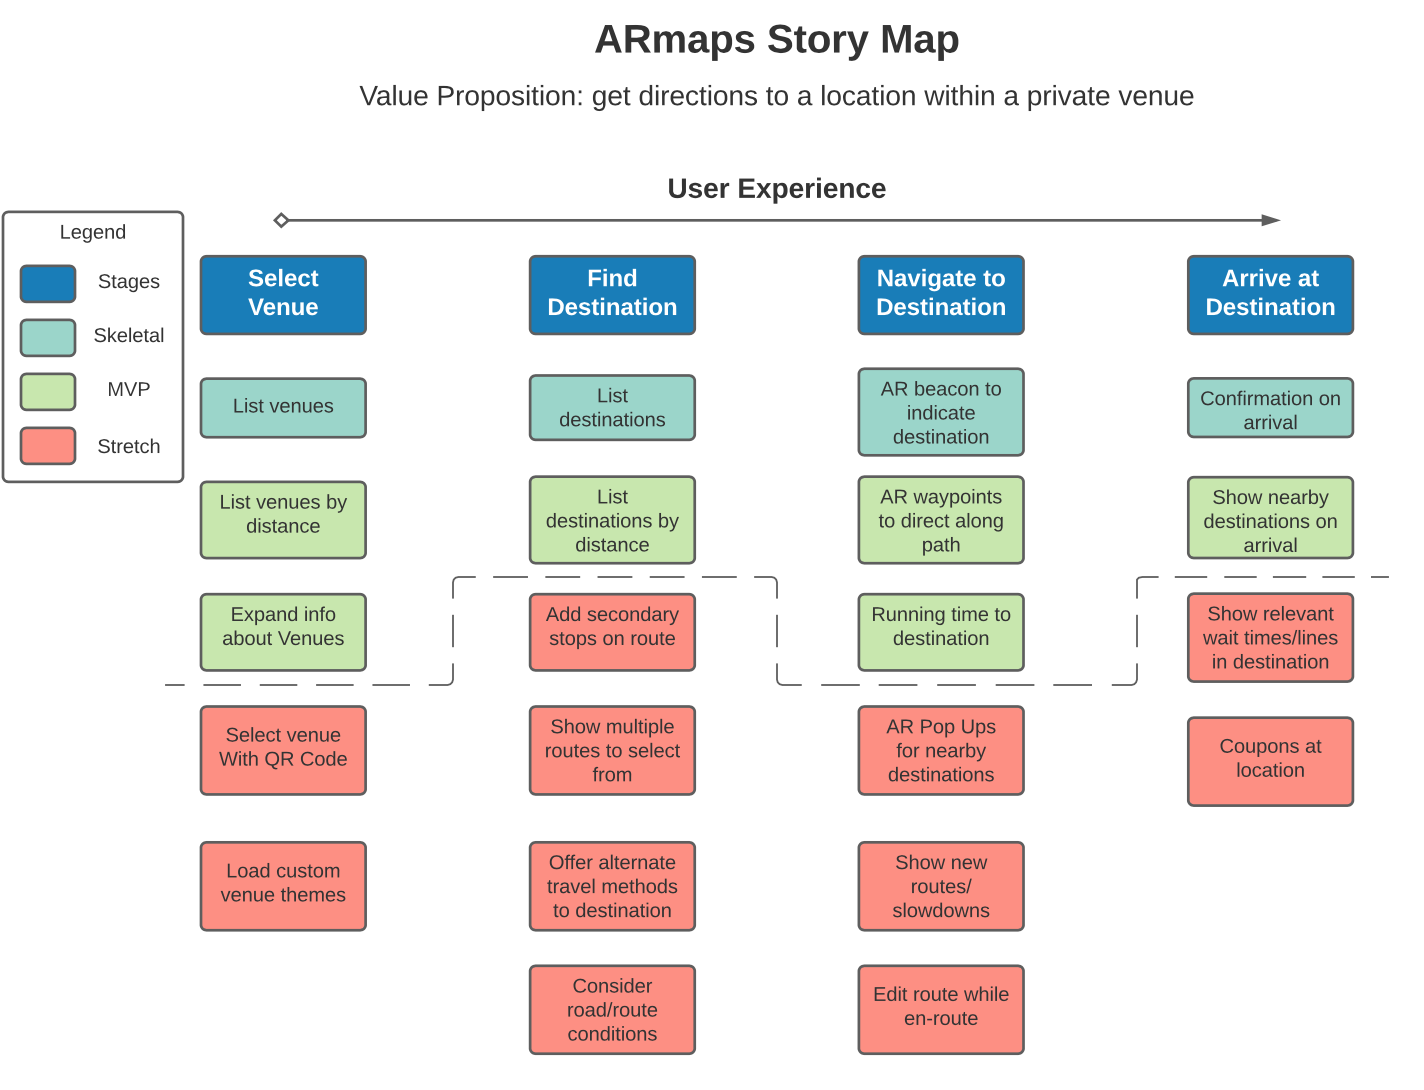 ARmaps Story Map
Value Proposition: get directions to a location within a private venue
User Experience
Legend
Stages
Skeletal
MVP
Stretch
Select
Venue
List venues
List venues by
distance
Expand info
about Venues
Select venue
With QR Code
Load custom
venue themes
Find
Destination
List
destinations
List
destinations by
distance
Add secondary
stops on route
Show multiple
routes to select
from
Offer alternate
travel methods
to destination
Consider
road/route
conditions
Navigate to
Destination
AR beacon to
indicate
destination
AR waypoints
to direct along
path
Running time to
destination
AR Pop Ups
for nearby
destinations
Show new
routes/
slowdowns
Edit route while
en-route
Arrive at
Destination
Confirmation on
arrival
Show nearby
destinations on
arrival
Show relevant
wait times/lines
in destination
Coupons at
location